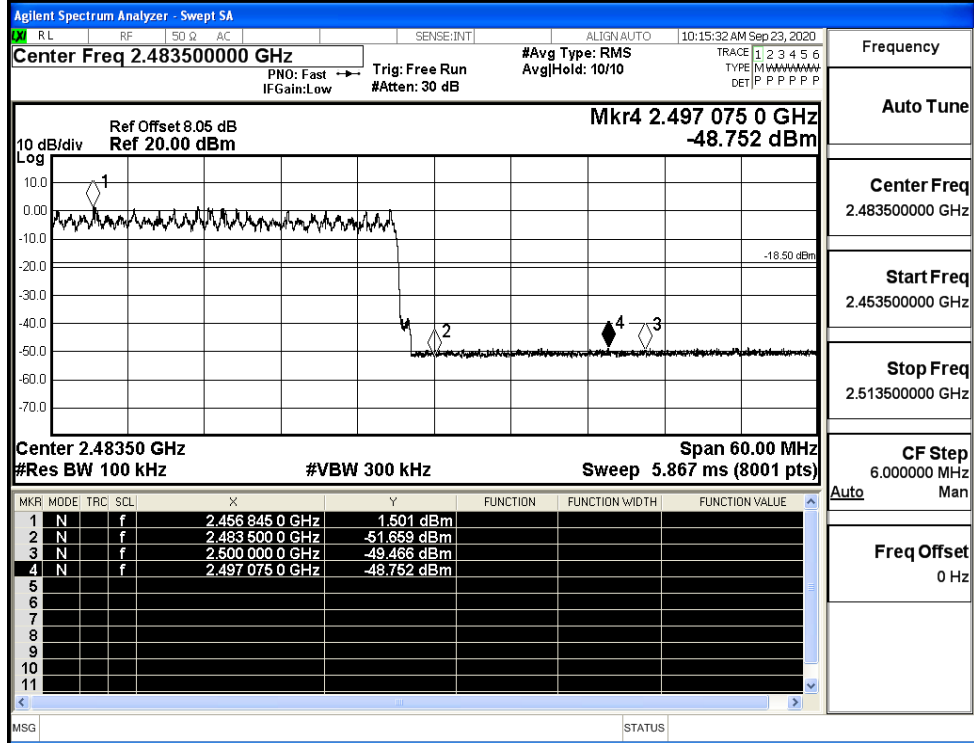 Agilent Spectrum Analyzer - Swept SA
LXI RL RF 50 Ω AC SENSE:INT ALIGN AUTO 10:15:32 AM Sep 23, 2020
Center Freq 2.483500000 GHz
PNO: Fast
IFGain:Low
Trig: Free Run
#Atten: 30 dB
#Avg Type: RMS
Avg|Hold: 10/10
TRACE 1 2 3 4 5 6
TYPE M
DET P P P P P P
Mkr4 2.497 075 0 GHz
-48.752 dBm
Ref Offset 8.05 dB
10 dB/div Ref 20.00 dBm
Log
10.0
0.00
-10.0
-20.0
-30.0
-40.0
-50.0
-60.0
-70.0
1
2
4
3
-18.50 dBm
Center 2.48350 GHz Span 60.00 MHz
#Res BW 100 kHz #VBW 300 kHz Sweep 5.867 ms (8001 pts)
MKR MODE TRC SCL X Y FUNCTION FUNCTION WIDTH FUNCTION VALUE
1 N f 2.456 845 0 GHz 1.501 dBm
2 N f 2.483 500 0 GHz -51.659 dBm
3 N f 2.500 000 0 GHz -49.466 dBm
4 N f 2.497 075 0 GHz -48.752 dBm
5
6
7
8
9
10
11
MSG STATUS
Frequency
Auto Tune
Center Freq
2.483500000 GHz
Start Freq
2.453500000 GHz
Stop Freq
2.513500000 GHz
CF Step
6.000000 MHz
Auto Man
Freq Offset
0 Hz